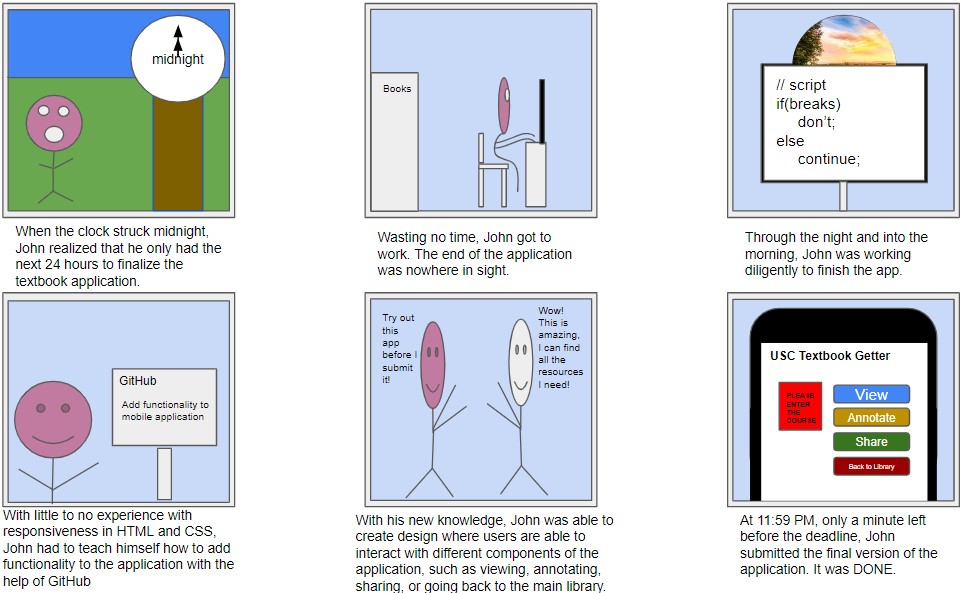 midnight
When the clock struck midnight,
John realized that he only had the
next 24 hours to finalize the
textbook application.
Books
Wasting no time, John got to
work. The end of the application
was nowhere in sight.
// script
if(breaks)
don't;
else
continue;
Through the night and into the
morning, John was working
diligently to finish the app.
GitHub
Add functionality to
mobile application
With little to no experience with
responsiveness in HTML and CSS,
John had to teach himself how to add
functionality to the application with the
help of GitHub
Try out
this
app
before I
submit
it!
Wow!
This is
amazing,
I can find
all the
resources
I need!
With his new knowledge, John was able to
create design where users are able to
interact with different components of the
application, such as viewing, annotating,
sharing, or going back to the main library.
USC Textbook Getter
PLEASE
ENTER
THE
COURSE
View
Annotate
Share
Back to Library
At 11:59 PM, only a minute left
before the deadline, John
submitted the final version of the
application. It was DONE.